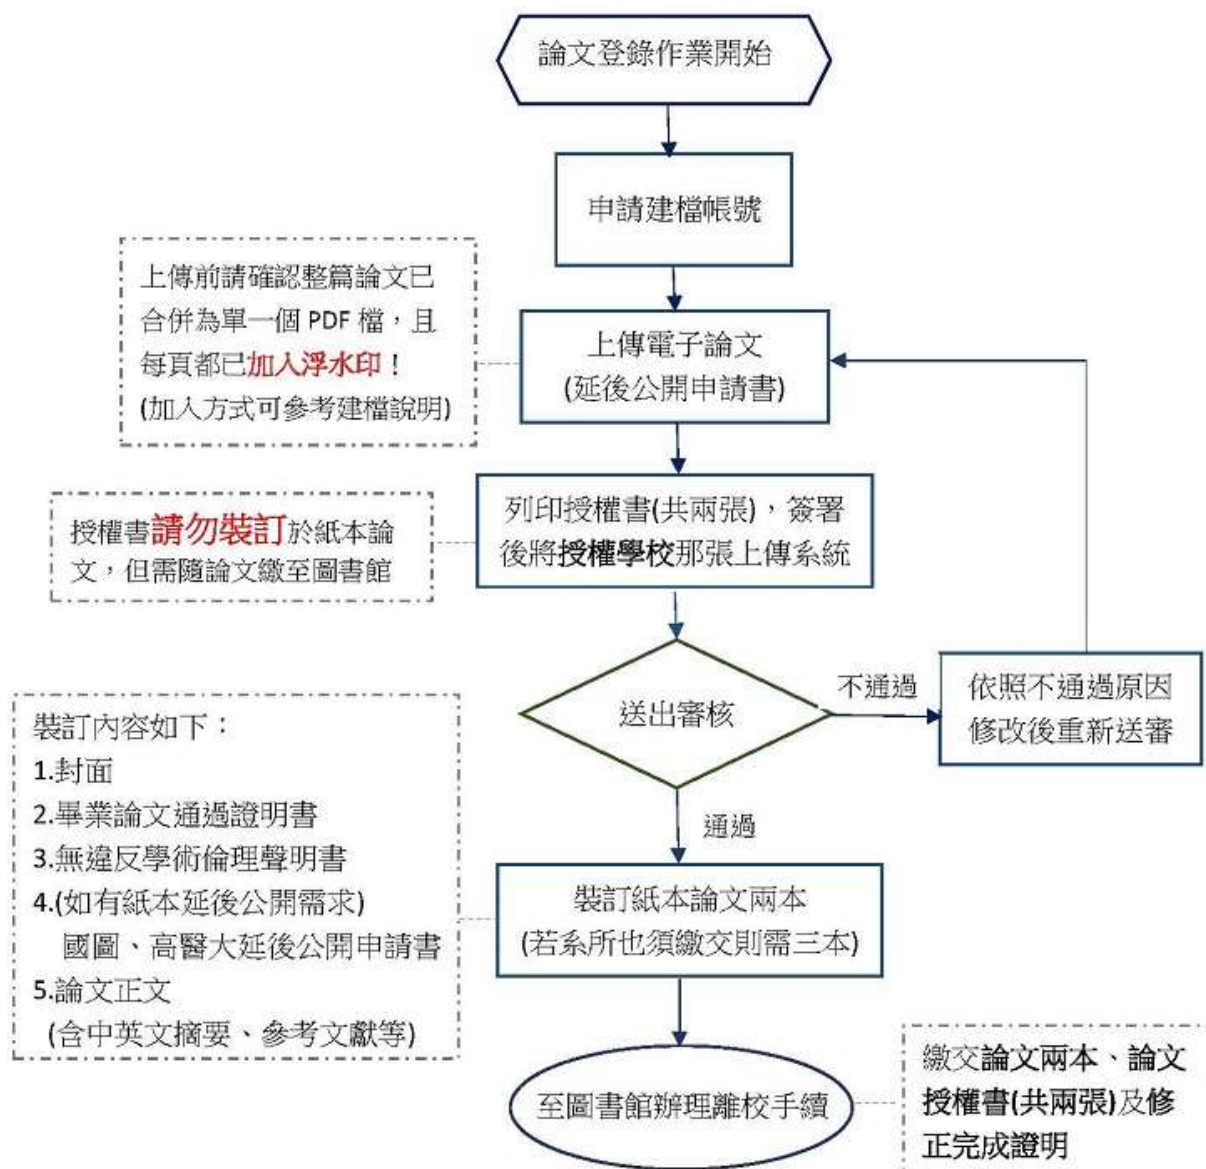 論文登錄作業開始
申請建檔帳號
上傳前請確認整篇論文已
合併為單一個 PDF 檔，且
每頁都已加入浮水印！
(加入方式可參考建檔說明)
上傳電子論文
(延後公開申請書)
授權書請勿裝訂於紙本論
文，但需隨論文繳至圖書館
列印授權書(共兩張)，簽署
後將授權學校那張上傳系統
送出審核
不通過
依照不通過原因
修改後重新送審
通過
裝訂內容如下：
1.封面
2.畢業論文通過證明書
3.無違反學術倫理聲明書
4.(如有紙本延後公開需求)
國圖、高醫大延後公開申請書
5.論文正文
(含中英文摘要、參考文獻等)
裝訂紙本論文兩本
(若系所也須繳交則需三本)
至圖書館辦理離校手續
繳交論文兩本、論文
授權書(共兩張)及修
正完成證明